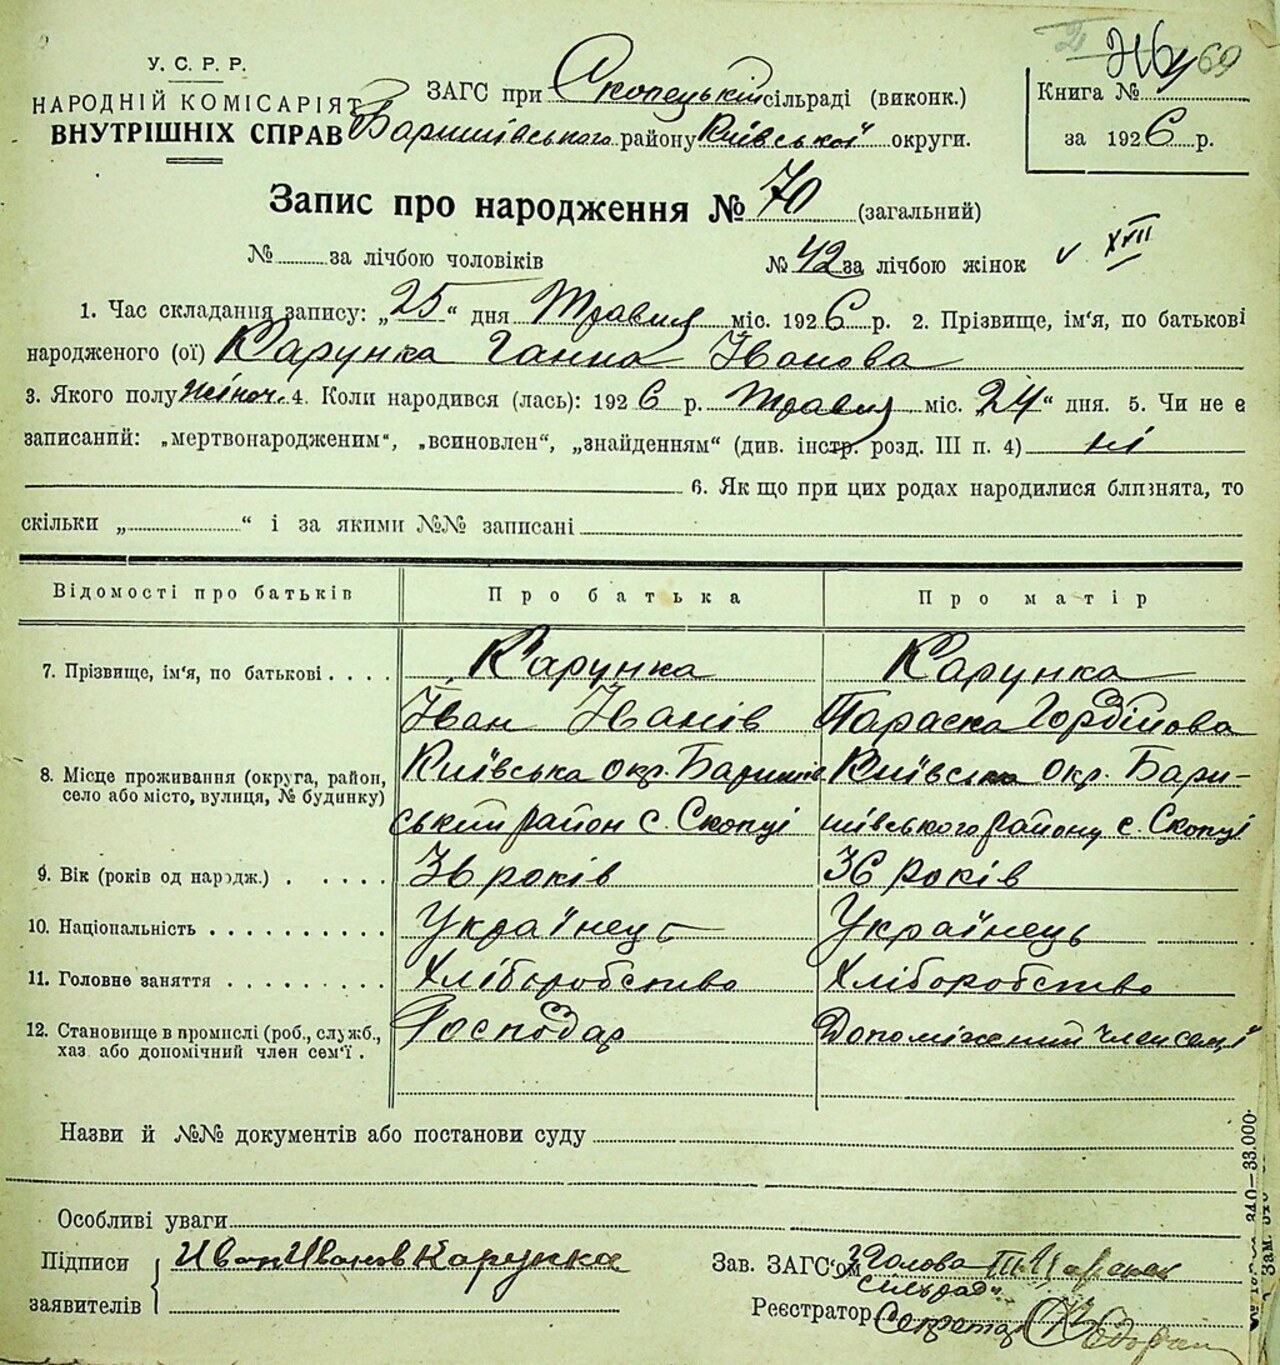 69
У. С. Р. Р.
НАРОДНІЙ КОМІСАРІЯТ
ВНУТРІШНІХ СПРАВ
ЗАГС при Скопецькій сільраді (виконк.)
Баришівського району Київської округи.
Книга №
за 1926 р.
Запис про народження № 70 (загальний)
№ за лічбою чоловіків № 42 за лічбою жінок v XVII
1. Час складання запису: „25“ дня Травня міс. 1926 р. 2. Прізвище, ім'я, по батькові
народженого (ої) Карунка Ганна Іванова
3. Якого полу жіноч. 4. Коли народився (лась): 1926 р. Травня міс. 24“ дня. 5. Чи не є
записаний: „мертвонародженим“, „всиновлен“, „знайденням“ (див. інстр. розд. III п. 4) ні
6. Як що при цих родах народилися близнята, то
скільки „ “ і за якими №№ записані
Відомості про батьків Про батька Про матір
7. Прізвище, ім'я, по батькові . . . . Карунка Карунка
Іван Іванів Параска Гордійова
8. Місце проживання (округа, район, Київська окр. Баришів Київська окр. Бари-
село або місто, вулиця, № будинку)
ський район с. Скопці шівського району с. Скопці
9. Вік (років од народж.) . . . . . 36 років 36 років
10. Національність . . . . . . . . . . Українець Українець
11. Головне заняття . . . . . . . . . Хліборобство Хліборобство
12. Становище в промислі (роб., служб., Господар Допоміжений член семі
хаз або допомічний член сем'ї .
Назви й №№ документів або постанови суду
Особливі уваги
Підписи Иван Иванов Карунка
заявителів
Зав. ЗАГС'ом Голова
сільрад
Реєстратор Секретар
340—33.000.